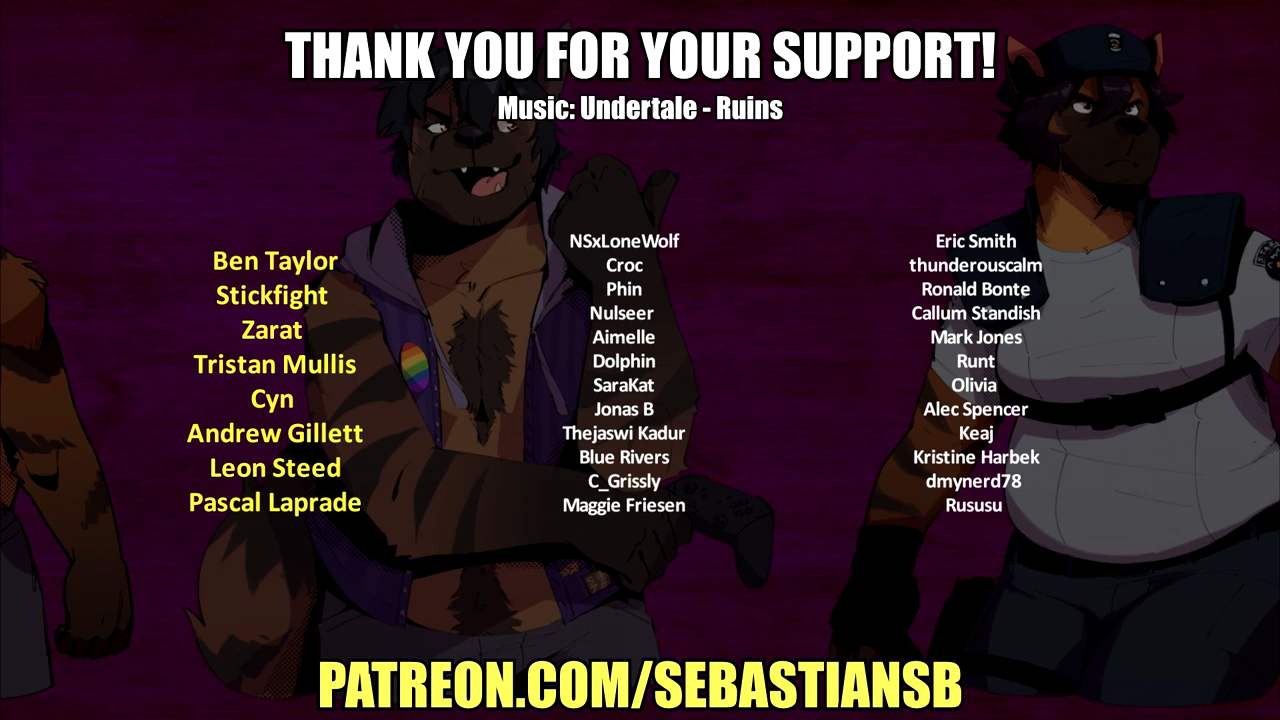 THANK YOU FOR YOUR SUPPORT!
Music: Undertale - Ruins
Ben Taylor
Stickfight
Zarat
Tristan Mullis
Cyn
Andrew Gillett
Leon Steed
Pascal Laprade
NSxLoneWolf
Croc
Phin
Nulseer
Aimelle
Dolphin
SaraKat
Jonas B
Thejaswi Kadur
Blue Rivers
C_Grissly
Maggie Friesen
Eric Smith
thunderouscalm
Ronald Bonte
Callum Standish
Mark Jones
Runt
Olivia
Alec Spencer
Keaj
Kristine Harbek
dmynerd78
Rususu
PATREON.COM/SEBASTIANSB